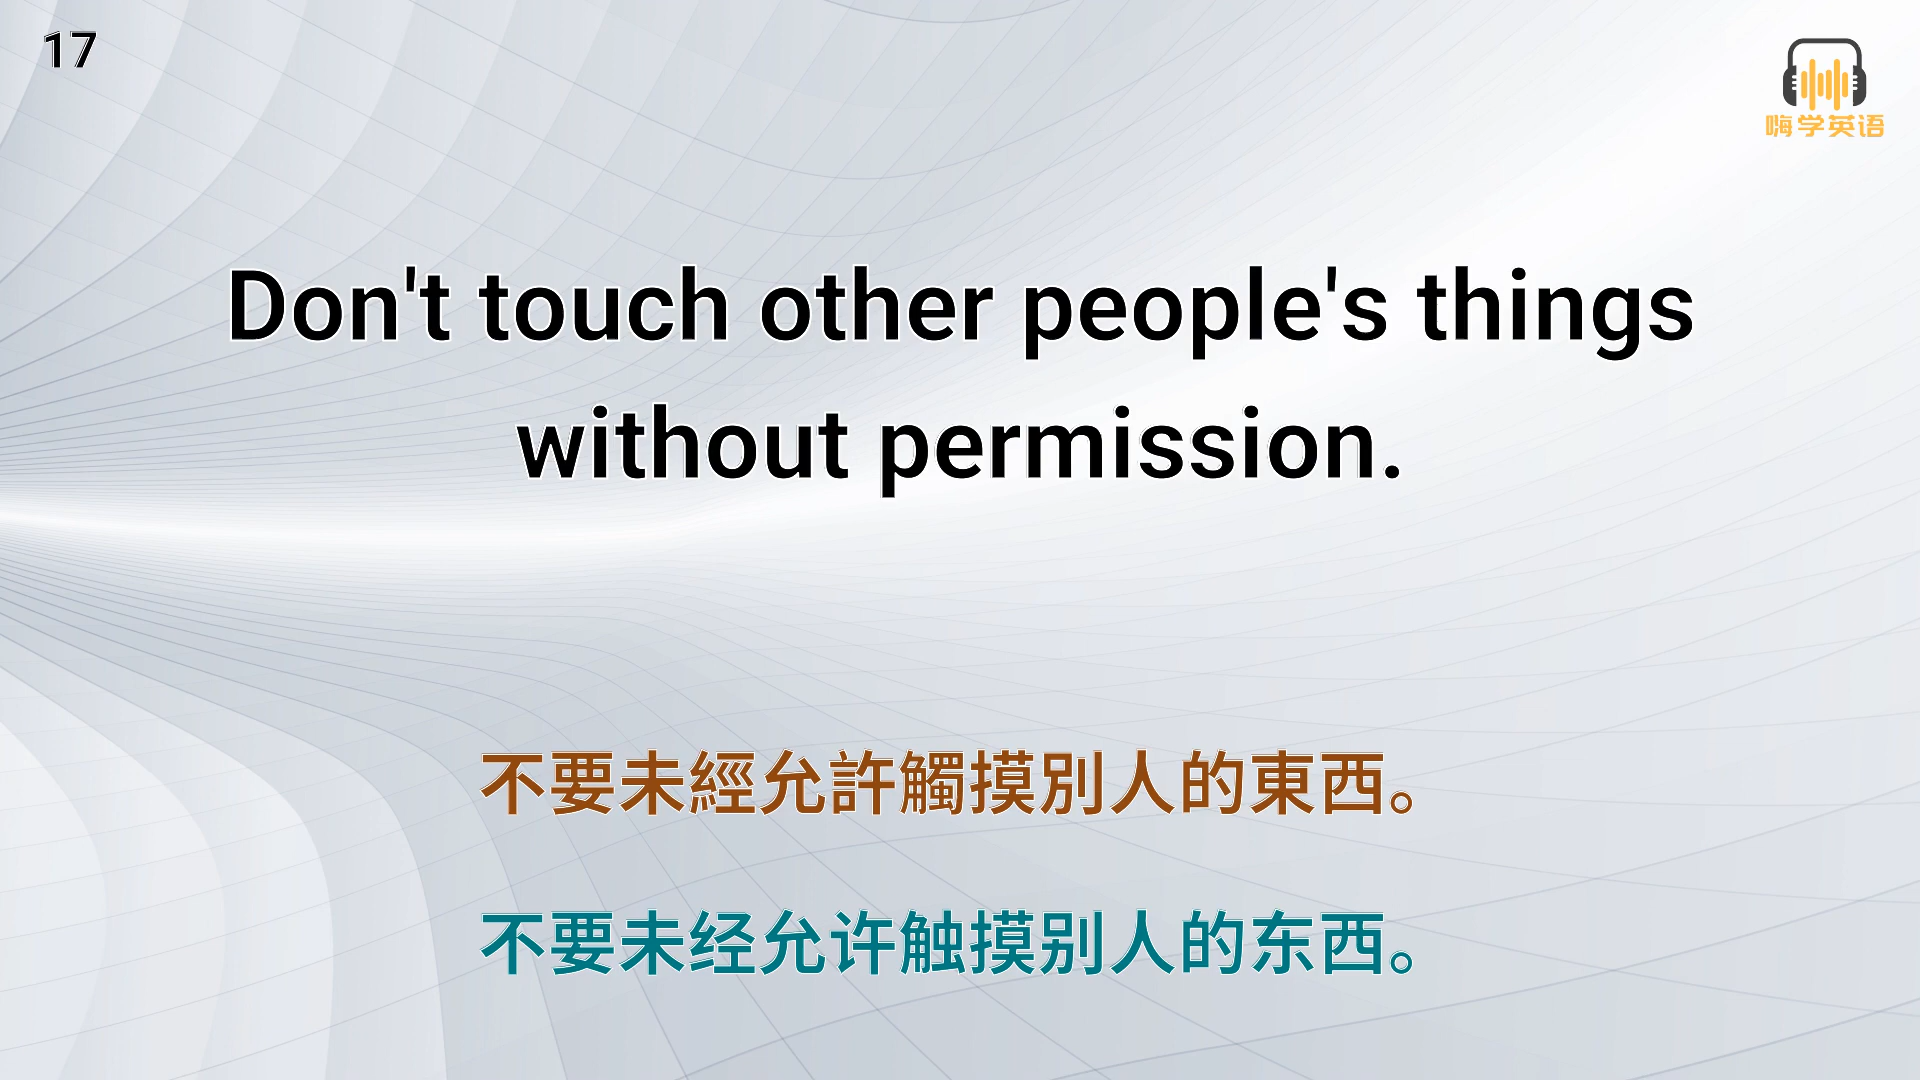 17
嗨学英语
Don't touch other people's things
without permission.
不要未經允許觸摸別人的東西。
不要未经允许触摸别人的东西。